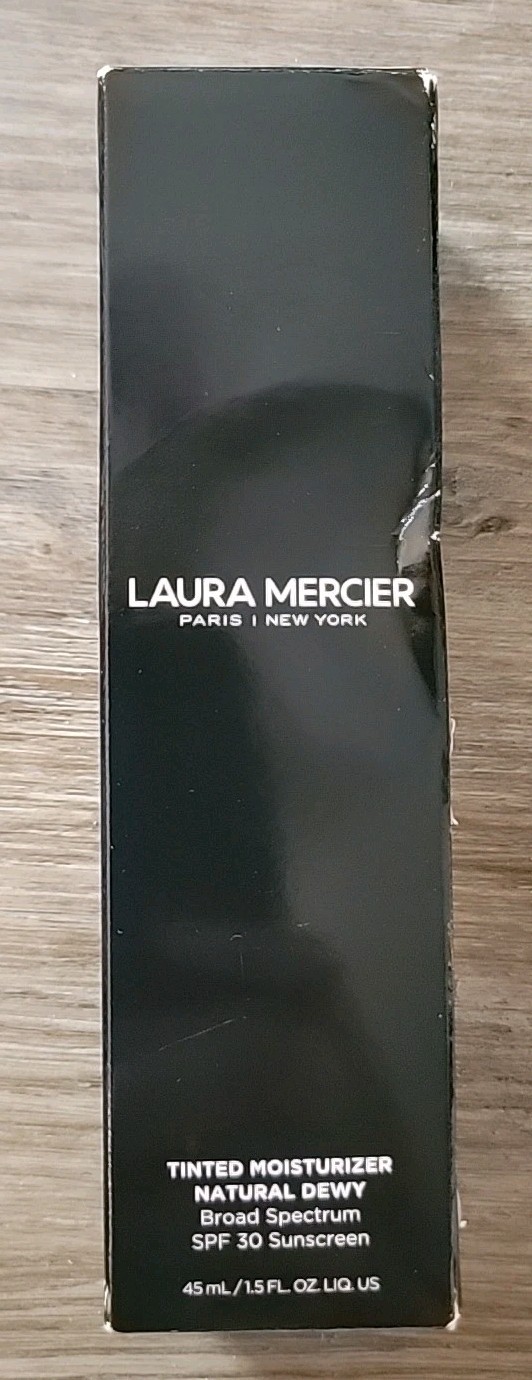 LAURA MERCIER
PARIS | NEW YORK
TINTED MOISTURIZER
NATURAL DEWY
Broad Spectrum
SPF 30 Sunscreen
45 mL / 1.5 FL. OZ. LIQ. US